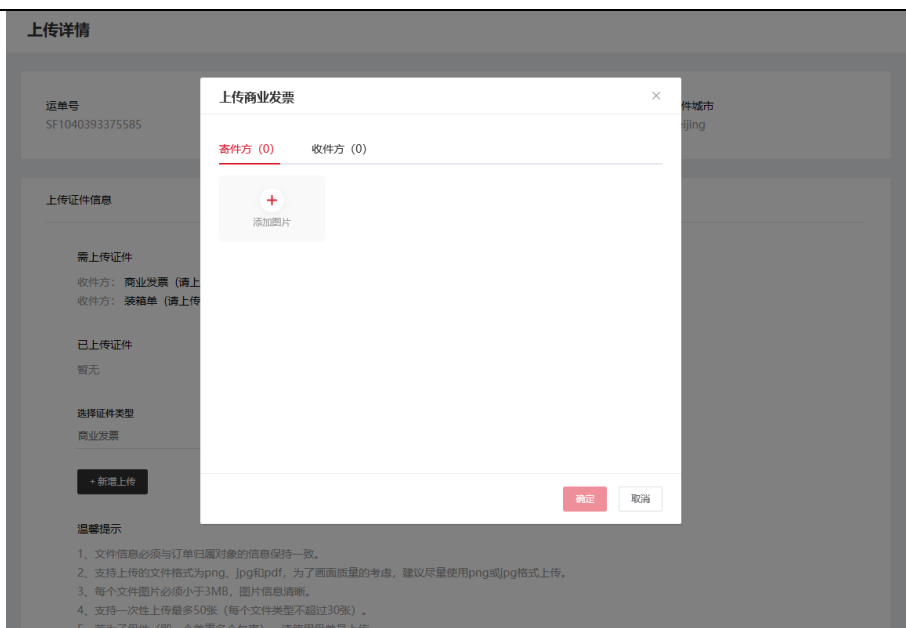 上传详情
上传商业发票
运单号
SF1040393375585
件城市
eijing
寄件方（0）
收件方（0）
上传证件信息
添加图片
需上传证件
收件方：商业发票（请上
收件方：装箱单（请上传
已上传证件
暂无
选择证件类型
商业发票
+ 新增上传
确定
取消
温馨提示
1、文件信息必须与订单归属对象的信息保持一致。
2、支持上传的文件格式为png、jpg和pdf，为了画面质量的考虑，建议尽量使用png或jpg格式上传。
3、每个文件图片必须小于3MB，图片信息清晰。
4、支持一次性上传最多50张（每个文件类型不超过30张）。